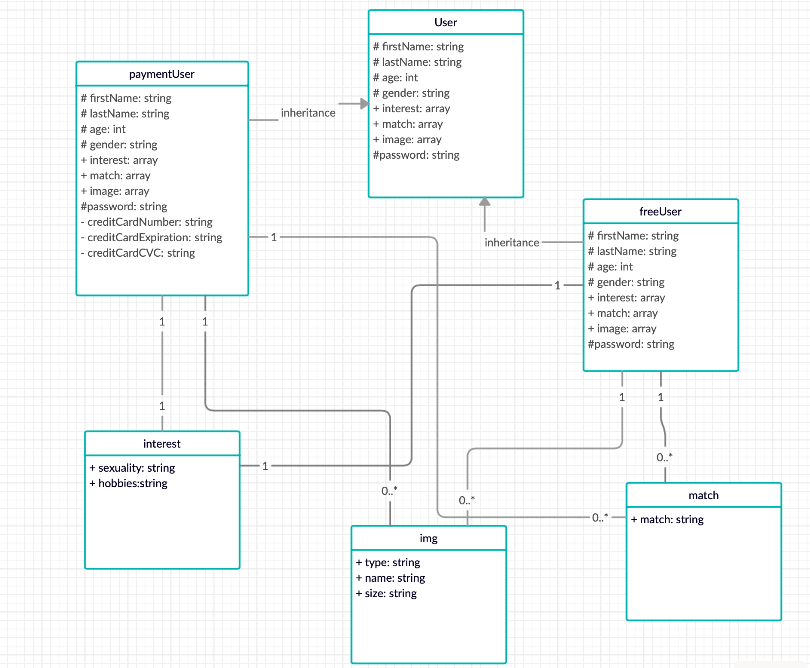 User
# firstName: string
# lastName: string
# age: int
# gender: string
+ interest: array
+ match: array
+ image: array
#password: string
paymentUser
# firstName: string
# lastName: string
# age: int
# gender: string
+ interest: array
+ match: array
+ image: array
#password: string
- creditCardNumber: string
- creditCardExpiration: string
- creditCardCVC: string
inheritance
freeUser
# firstName: string
# lastName: string
# age: int
# gender: string
+ interest: array
+ match: array
+ image: array
#password: string
inheritance
1
1
1
1
1
1
1
interest
+ sexuality: string
+ hobbies:string
1
0..*
0..*
0..*
0..*
img
+ type: string
+ name: string
+ size: string
match
+ match: string